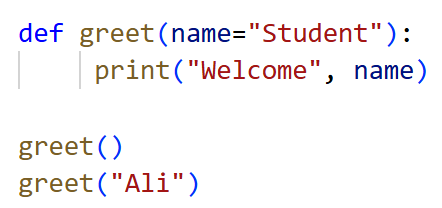 def greet(name="Student"):
    print("Welcome", name)
greet()
greet("Ali")